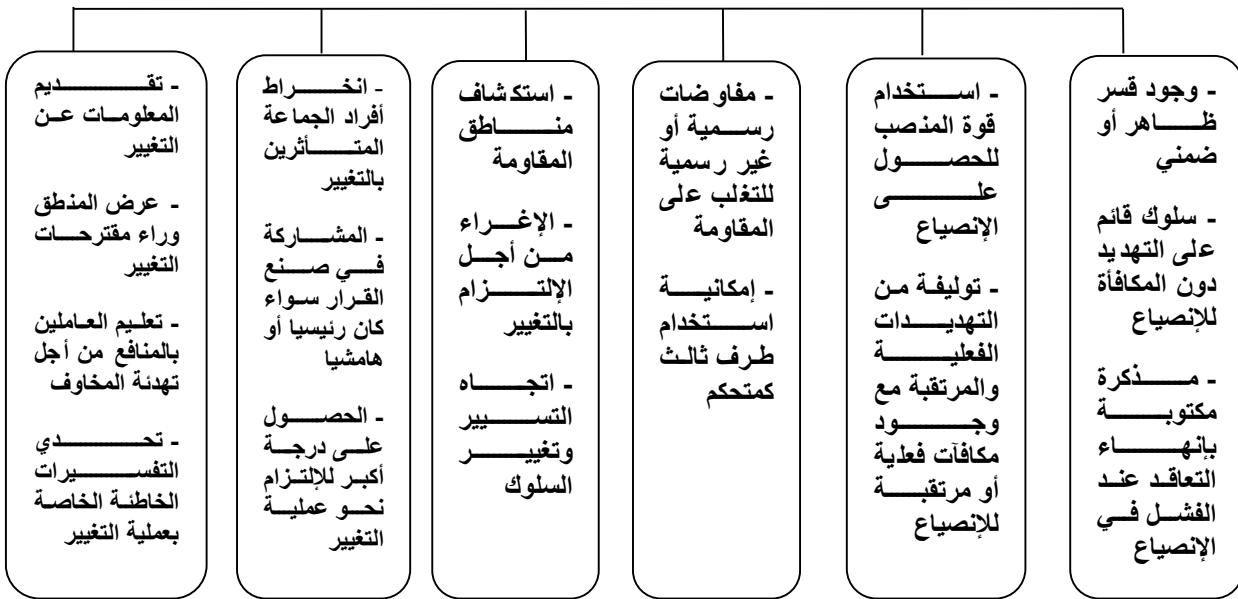 - وجود قسر
ظاهر أو
ضمني
- سلوك قائم
على التهديد
دون المكافأة
للإنصياع
- مذكرة
مكتوبة
بإنهاء
التعاقد عند
الفشل في
الإنصياع
- استخدام
قوة المنصب
للحصول
على
الإنصياع
- توليفة من
التهديدات
الفعلية
والمرتقبة مع
وجود
مكافآت فعلية
أو مرتقبة
للإنصياع
- مفاوضات
رسمية أو
غير رسمية
للتغلب على
المقاومة
- إمكانية
استخدام
طرف ثالث
كمتحكم
- استكشاف
مناطق
المقاومة
- الإغراء
من أجل
الإلتزام
بالتغيير
- اتجاه
التسيير
وتغيير
السلوك
- انخراط
أفراد الجماعة
المتأثرين
بالتغيير
- المشاركة
في صنع
القرار سواء
كان رئيسيا أو
هامشيا
- الحصول
على درجة
أكبر للإلتزام
نحو عملية
التغيير
- تقديم
المعلومات عن
التغيير
- عرض المنطق
وراء مقترحات
التغيير
- تعليم العاملين
بالمنافع من أجل
تهدئة المخاوف
- تحدي
التفسيرات
الخاطئة الخاصة
بعملية التغيير